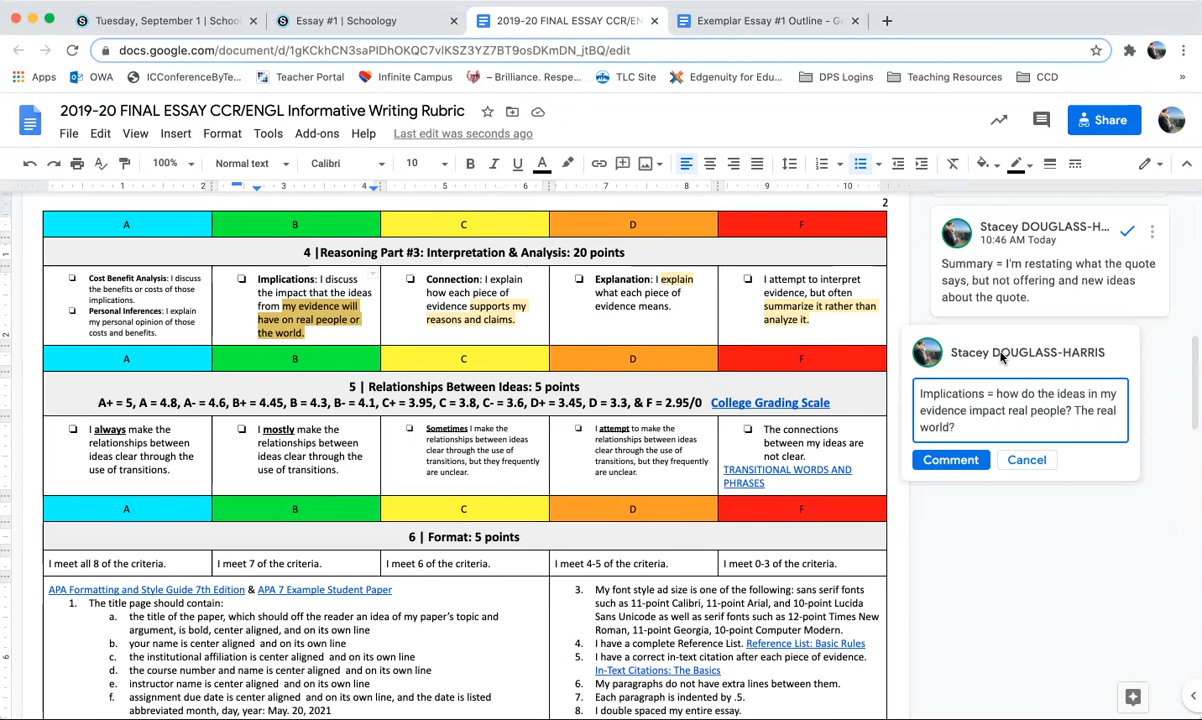 Tuesday, September 1 | School
Essay #1 | Schoology
2019-20 FINAL ESSAY CCR/EN
Exemplar Essay #1 Outline - Go
docs.google.com/document/d/1gKCkhCN3saPlDhOKQC7vlKSZ3YZ7BT9osDKmDN_jtBQ/edit
Apps
OWA
ICConferenceByTe...
Teacher Portal
Infinite Campus
– Brilliance. Respe...
TLC Site
Edgenuity for Edu...
DPS Logins
Teaching Resources
CCD
2019-20 FINAL ESSAY CCR/ENGL Informative Writing Rubric
Share
File Edit View Insert Format Tools Add-ons Help Last edit was seconds ago
100% Normal text Calibri 10 B I U A
1 2 3 4 5 6 7 8 9 10
2
A B C D F
4 |Reasoning Part #3: Interpretation & Analysis: 20 points
Cost Benefit Analysis: I discuss
the benefits or costs of those
implications.
Personal Inferences: I explain
my personal opinion of those
costs and benefits.
Implications: I discuss
the impact that the ideas
from my evidence will
have on real people or
the world.
Connection: I explain
how each piece of
evidence supports my
reasons and claims.
Explanation: I explain
what each piece of
evidence means.
I attempt to interpret
evidence, but often
summarize it rather than
analyze it.
A B C D F
5 | Relationships Between Ideas: 5 points
A+ = 5, A = 4.8, A- = 4.6, B+ = 4.45, B = 4.3, B- = 4.1, C+ = 3.95, C = 3.8, C- = 3.6, D+ = 3.45, D = 3.3, & F = 2.95/0 College Grading Scale
I always make the
relationships between
ideas clear through the
use of transitions.
I mostly make the
relationships between
ideas clear through the
use of transitions.
Sometimes I make the
relationships between ideas
clear through the use of
transitions, but they frequently
are unclear.
I attempt to make the
relationships between ideas
clear through the use of
transitions, but they frequently
are unclear.
The connections
between my ideas are
not clear.
TRANSITIONAL WORDS AND
PHRASES
A B C D F
6 | Format: 5 points
I meet all 8 of the criteria.
I meet 7 of the criteria.
I meet 6 of the criteria.
I meet 4-5 of the criteria.
I meet 0-3 of the criteria.
APA Formatting and Style Guide 7th Edition & APA 7 Example Student Paper
1. The title page should contain:
a. the title of the paper, which should off the reader an idea of my paper's topic and
argument, is bold, center aligned, and on its own line
b. your name is center aligned and on its own line
c. the institutional affiliation is center aligned and on its own line
d. the course number and name is center aligned and on its own line
e. instructor name is center aligned and on its own line
f. assignment due date is center aligned and on its own line, and the date is listed
abbreviated month, day, year: May. 20, 2021
3. My font style ad size is one of the following: sans serif fonts
such as 11-point Calibri, 11-point Arial, and 10-point Lucida
Sans Unicode as well as serif fonts such as 12-point Times New
Roman, 11-point Georgia, 10-point Computer Modern.
4. I have a complete Reference List. Reference List: Basic Rules
5. I have a correct in-text citation after each piece of evidence.
In-Text Citations: The Basics
6. My paragraphs do not have extra lines between them.
7. Each paragraph is indented by .5.
8. I double spaced my entire essay.
Stacey DOUGLASS-H...
10:46 AM Today
Summary = I'm restating what the quote
says, but not offering and new ideas
about the quote.
Stacey DOUGLASS-HARRIS
Implications = how do the ideas in my
evidence impact real people? The real
world?
Comment Cancel